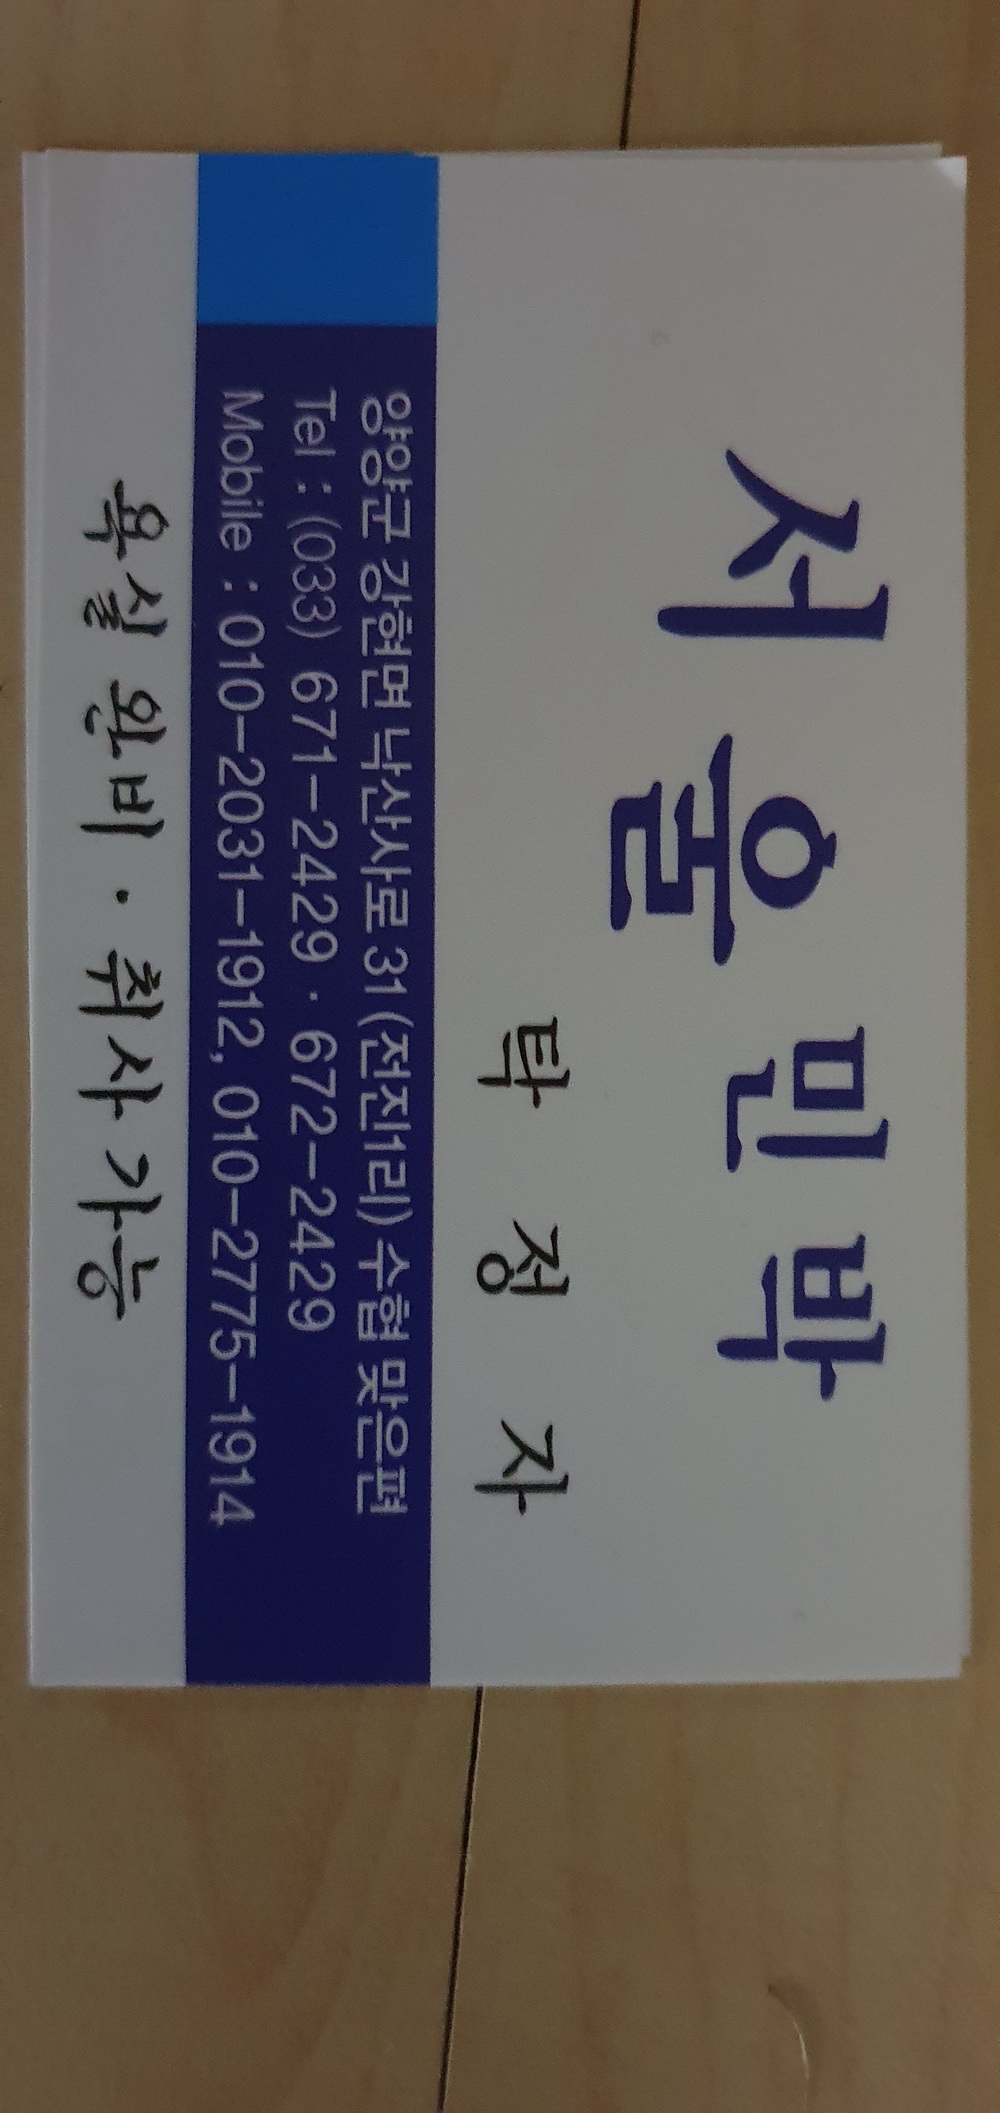 서울민박
탁정자
양양군 강현면 낙산사로 31 (전진1리) 수협 맞은편
Tel : (033) 671-2429 · 672-2429
Mobile : 010-2031-1912, 010-2775-1914
욕실 완비 · 취사가능